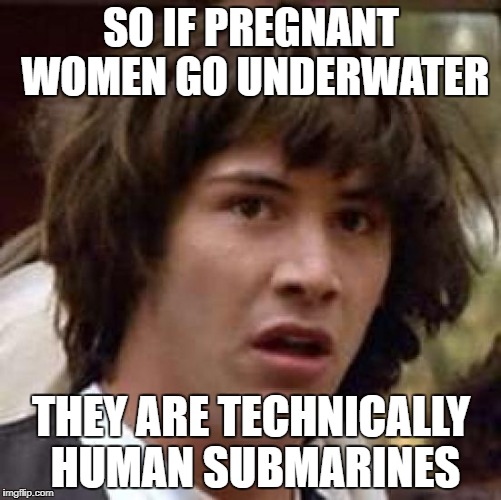 SO IF PREGNANT
WOMEN GO UNDERWATER
THEY ARE TECHNICALLY
HUMAN SUBMARINES
imgflip.com